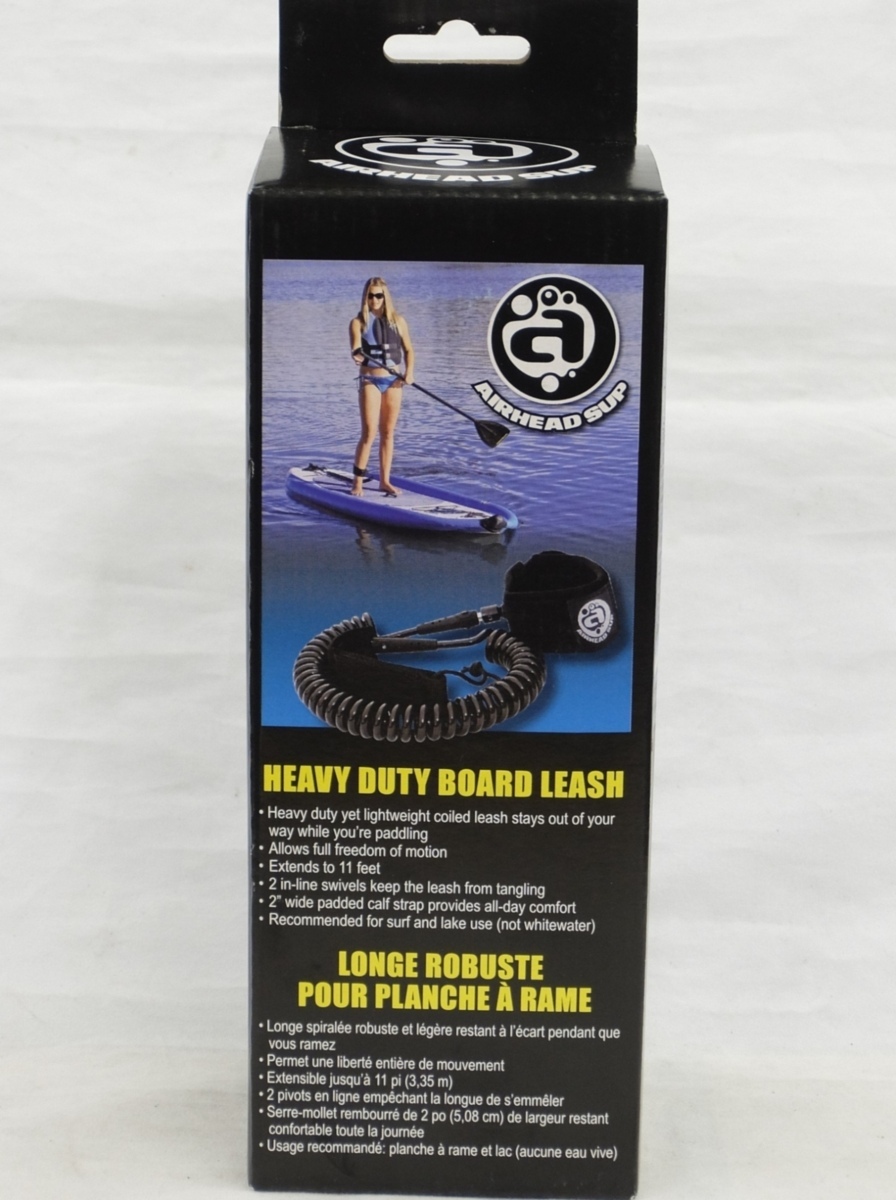 AIRHEAD SUP
a
AIRHEAD SUP
a
AIRHEAD SUP
HEAVY DUTY BOARD LEASH
• Heavy duty yet lightweight coiled leash stays out of your
way while you're paddling
• Allows full freedom of motion
• Extends to 11 feet
• 2 in-line swivels keep the leash from tangling
• 2" wide padded calf strap provides all-day comfort
• Recommended for surf and lake use (not whitewater)
LONGE ROBUSTE
POUR PLANCHE À RAME
• Longe spiralée robuste et légère restant à l'écart pendant que
vous ramez
• Permet une liberté entière de mouvement
• Extensible jusqu'à 11 pi (3,35 m)
• 2 pivots en ligne empêchant la longue de s'emmêler
• Serre-mollet rembourré de 2 po (5,08 cm) de largeur restant
confortable toute la journée
• Usage recommandé: planche à rame et lac (aucune eau vive)